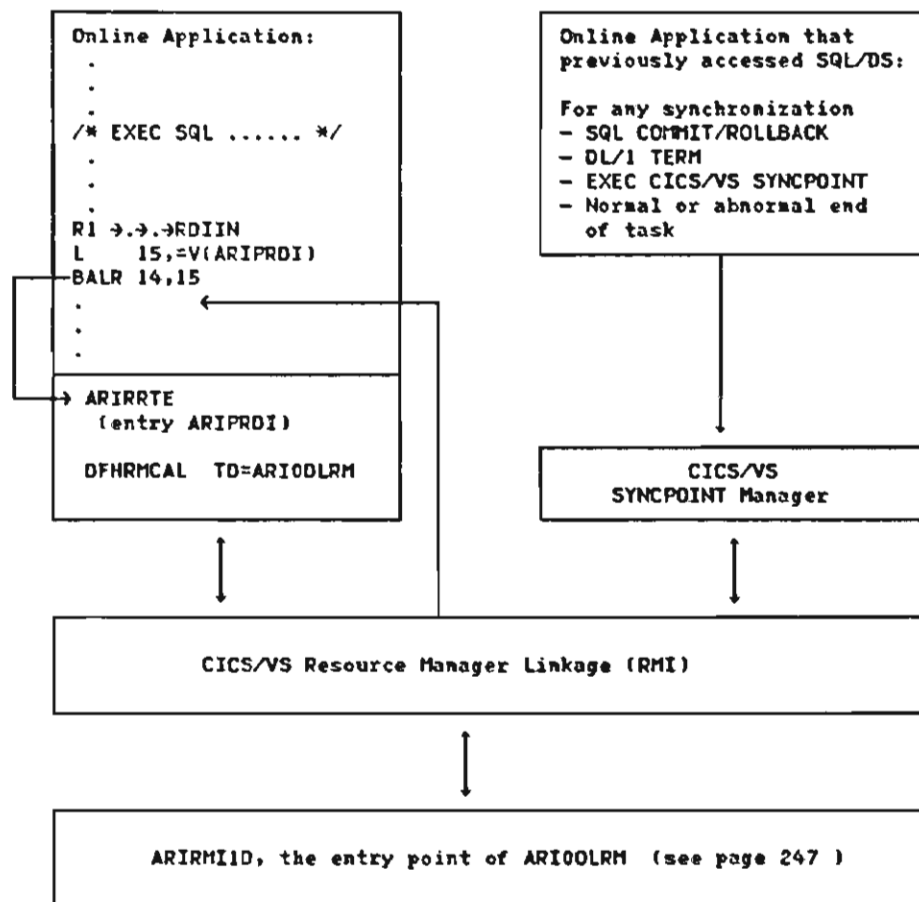 Online Application:
.
.
.
/* EXEC SQL ...... */
.
.
.
R1 →.→.→RDIIN
L 15,=V(ARIPRDI)
BALR 14,15
.
.
.
ARIRRTE
(entry ARIPRDI)
DFHRMCAL TO=ARI0OLRM
Online Application that
previously accessed SQL/DS:
For any synchronization
- SQL COMMIT/ROLLBACK
- DL/1 TERM
- EXEC CICS/VS SYNCPOINT
- Normal or abnormal end
of task
CICS/VS
SYNCPOINT Manager
CICS/VS Resource Manager Linkage (RMI)
ARIRMI1D, the entry point of ARI0OLRM (see page 247 )